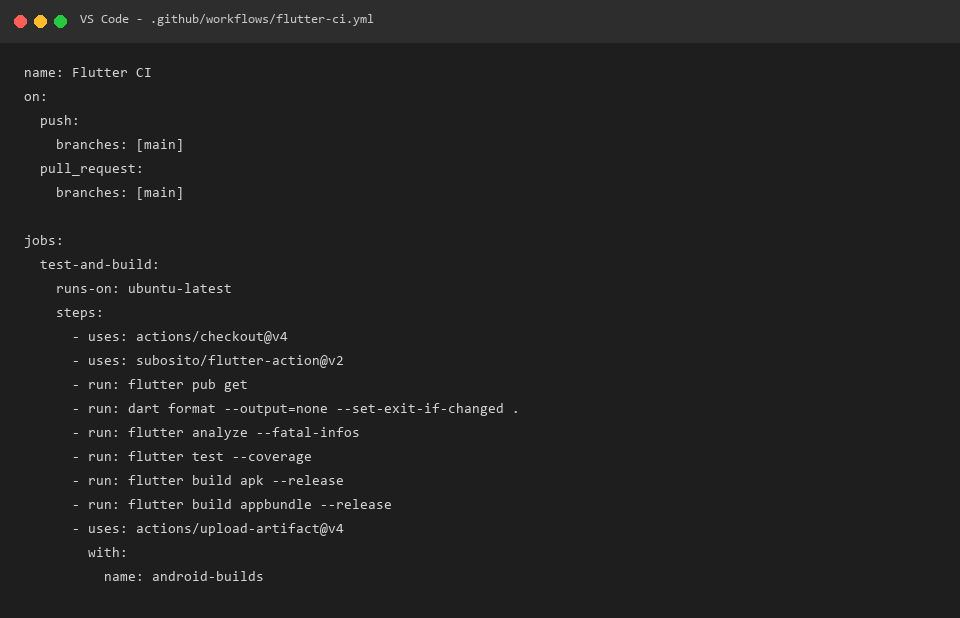 VS Code - .github/workflows/flutter-ci.yml
name: Flutter CI
on:
  push:
    branches: [main]
  pull_request:
    branches: [main]

jobs:
  test-and-build:
    runs-on: ubuntu-latest
    steps:
      - uses: actions/checkout@v4
      - uses: subosito/flutter-action@v2
      - run: flutter pub get
      - run: dart format --output=none --set-exit-if-changed .
      - run: flutter analyze --fatal-infos
      - run: flutter test --coverage
      - run: flutter build apk --release
      - run: flutter build appbundle --release
      - uses: actions/upload-artifact@v4
        with:
          name: android-builds